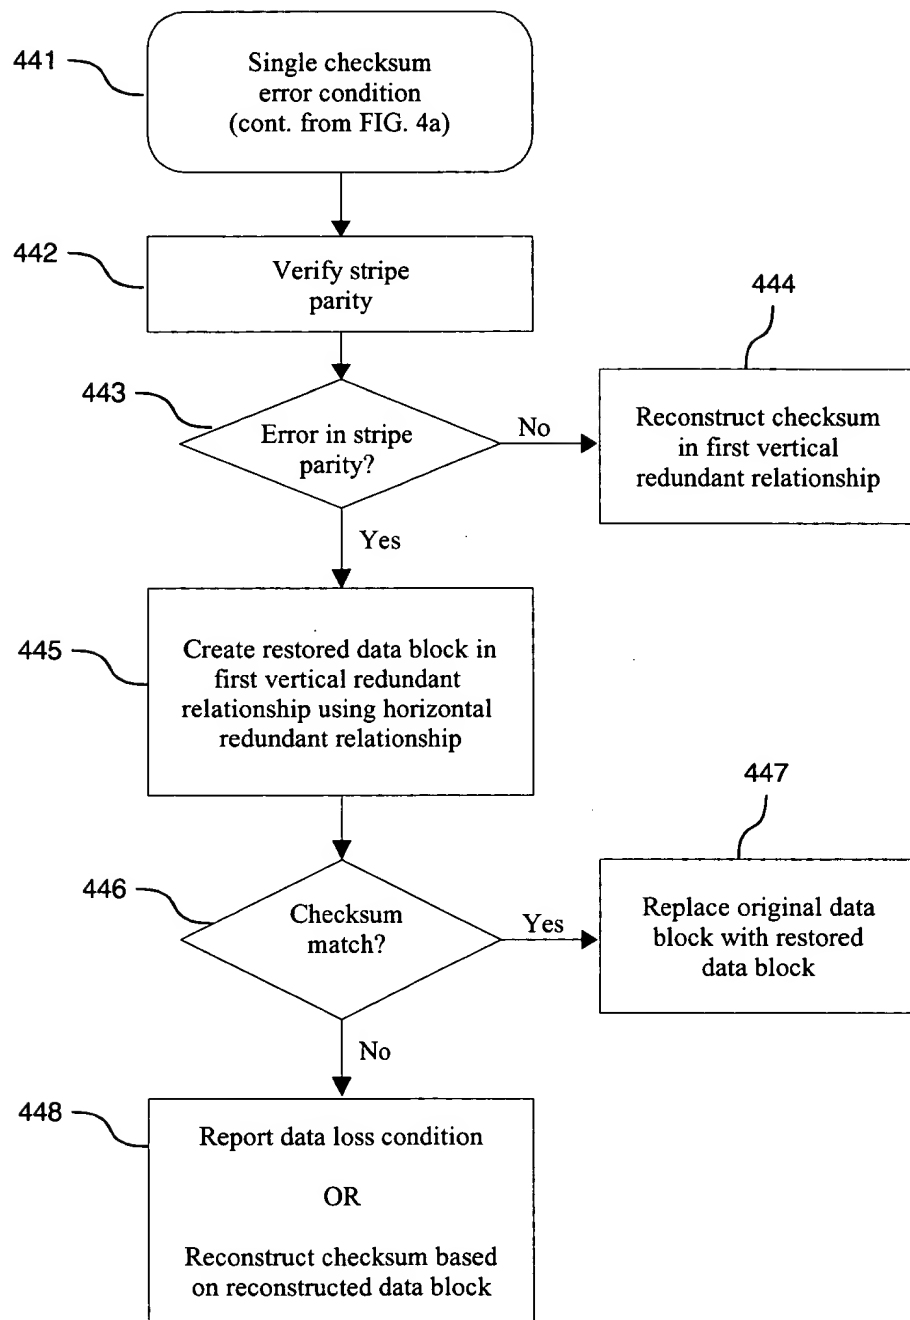 441
Single checksum
error condition
(cont. from FIG. 4a)
442
Verify stripe
parity
443
Error in stripe
parity?
No
444
Reconstruct checksum
in first vertical
redundant relationship
Yes
445
Create restored data block in
first vertical redundant
relationship using horizontal
redundant relationship
446
Checksum
match?
Yes
447
Replace original data
block with restored
data block
No
448
Report data loss condition
OR
Reconstruct checksum based
on reconstructed data block